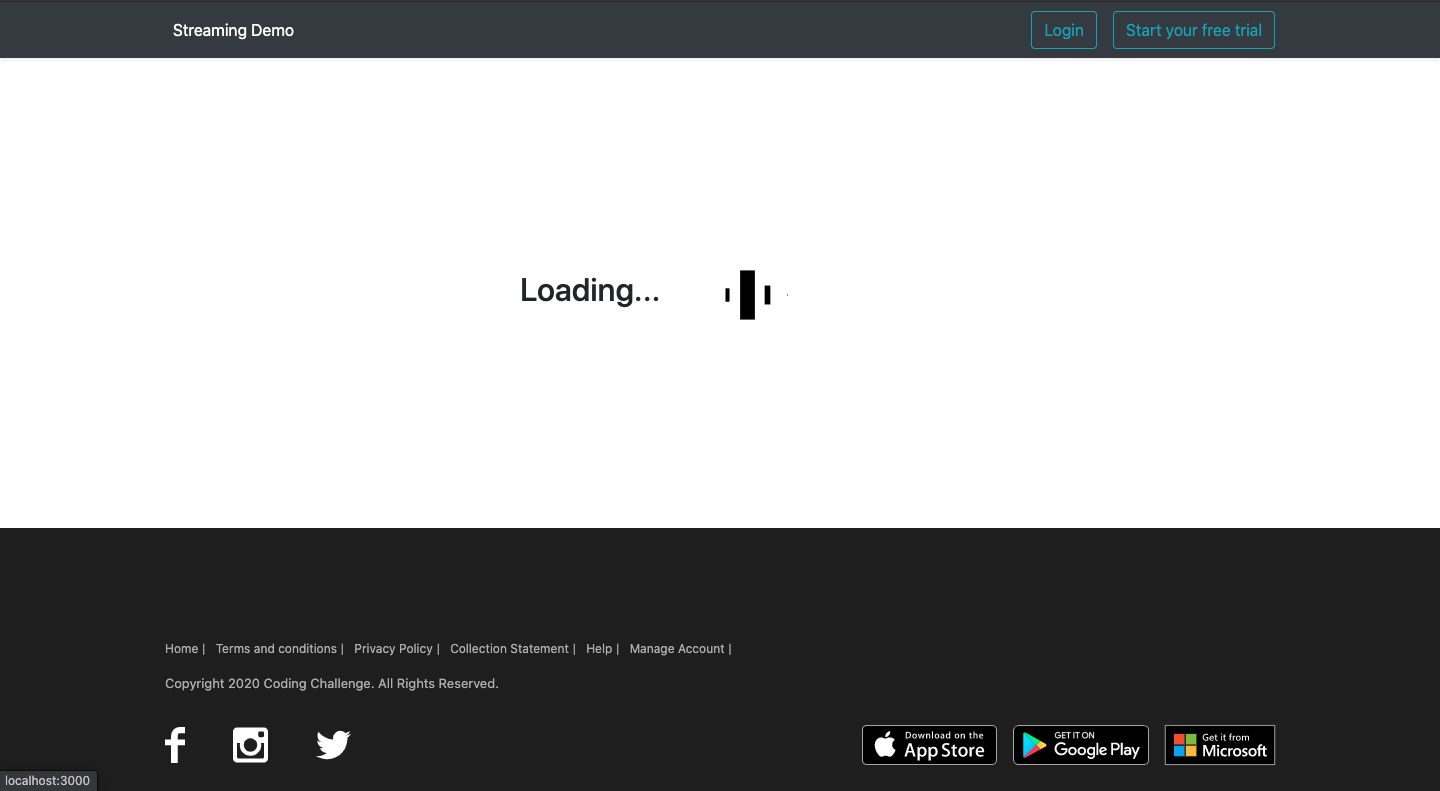 Streaming Demo
Login
Start your free trial
Loading...
Home | Terms and conditions | Privacy Policy | Collection Statement | Help | Manage Account |
Copyright 2020 Coding Challenge. All Rights Reserved.
Download on the
App Store
GET IT ON
Google Play
Get it from
Microsoft
localhost:3000